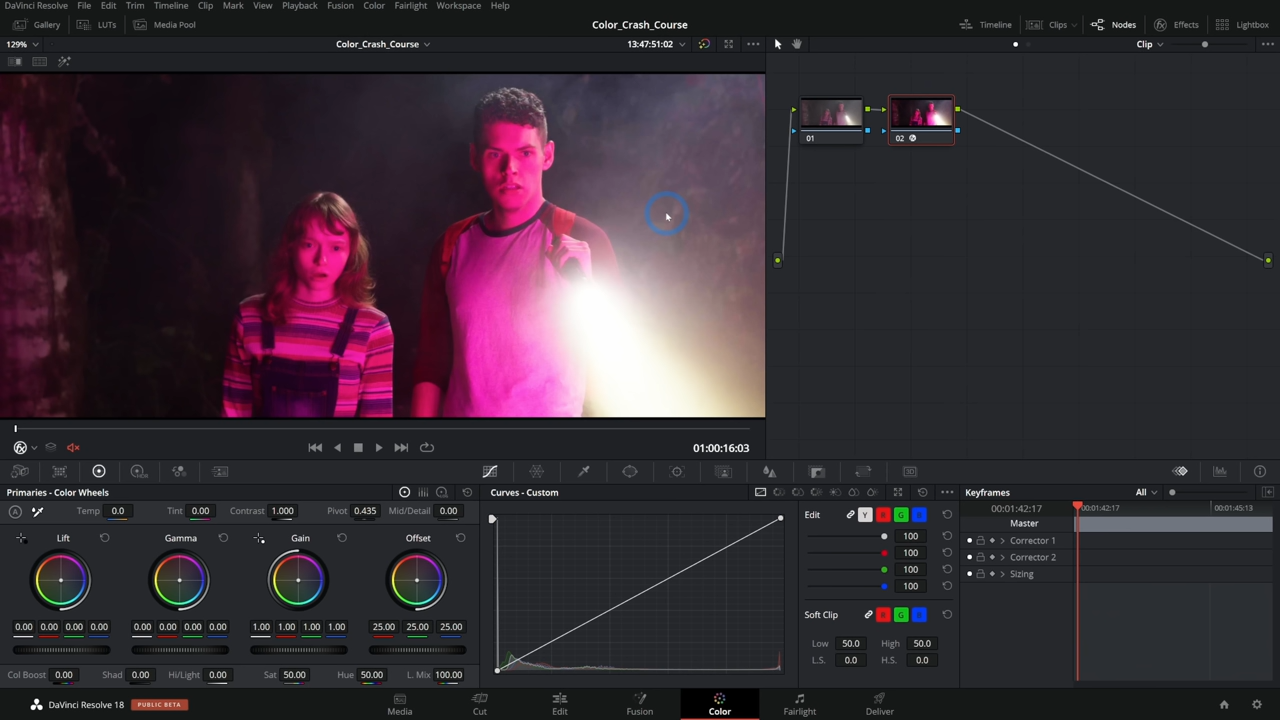 DaVinci Resolve File Edit Trim Timeline Clip Mark View Playback Fusion Color Fairlight Workspace Help
Gallery LUTs Media Pool Color_Crash_Course Timeline Clips Nodes Effects Lightbox
129% Color_Crash_Course 13:47:51:02 Clip
01 02
01:00:16:03
Primaries - Color Wheels Curves - Custom Keyframes All
Temp 0.0 Tint 0.00 Contrast 1.000 Pivot 0.435 Mid/Detail 0.00
Edit Y R G B
00:01:42:17 00:01:42:17 00:01:45:13
Master
Lift Gamma Gain Offset
100
Corrector 1
100
Corrector 2
100
Sizing
100
Soft Clip R G B
0.00 0.00 0.00 0.00 0.00 0.00 0.00 0.00 1.00 1.00 1.00 1.00 25.00 25.00 25.00
Low 50.0 High 50.0
L.S. 0.0 H.S. 0.0
Col Boost 0.00 Shad 0.00 Hi/Light 0.00 Sat 50.00 Hue 50.00 L. Mix 100.00
DaVinci Resolve 18 PUBLIC BETA Media Cut Edit Fusion Color Fairlight Deliver